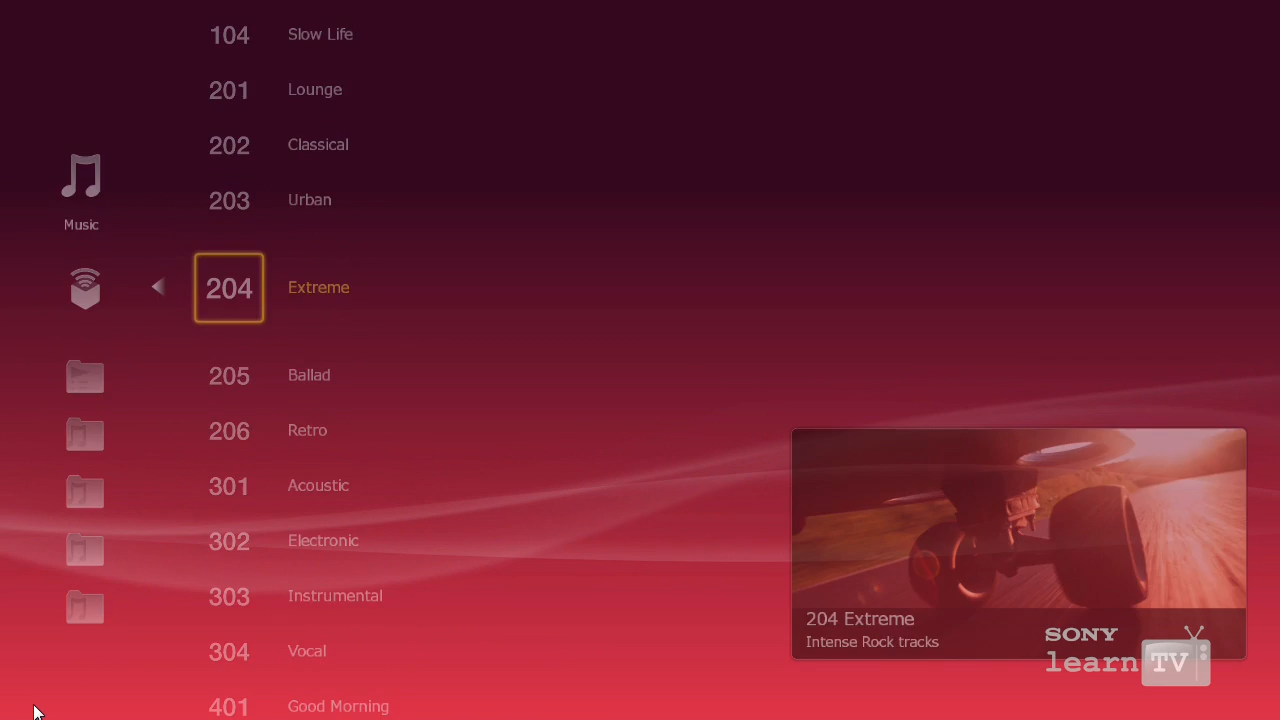 104 Slow Life
201 Lounge
202 Classical
203 Urban
Music
204 Extreme
205 Ballad
206 Retro
301 Acoustic
302 Electronic
303 Instrumental
304 Vocal
401 Good Morning
204 Extreme
Intense Rock tracks
SONY
learn TV